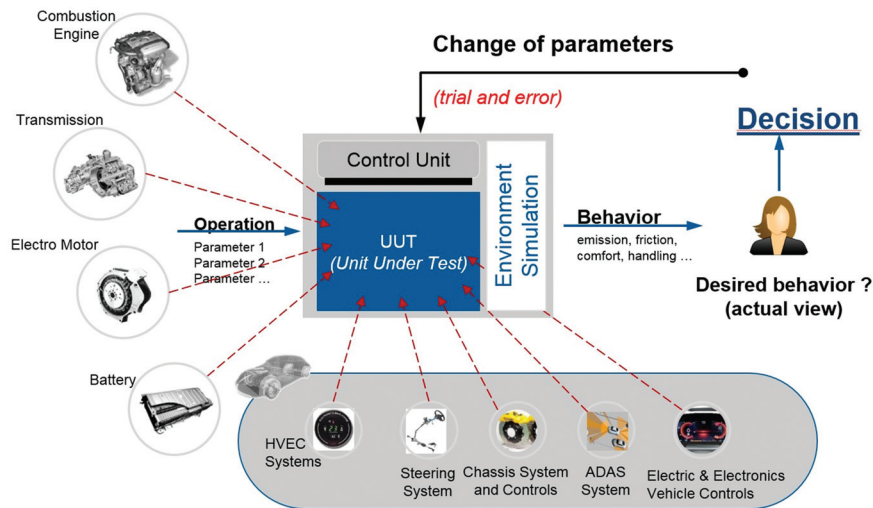 Combustion
Engine
Change of parameters
(trial and error)
Transmission
Decision
Control Unit
Environment
Simulation
Operation
Parameter 1
Parameter 2
Parameter ...
UUT
(Unit Under Test)
Behavior
emission, friction,
comfort, handling ...
Electro Motor
Desired behavior ?
(actual view)
Battery
HVEC
Systems
Steering
System
Chassis System
and Controls
ADAS
System
Electric & Electronics
Vehicle Controls